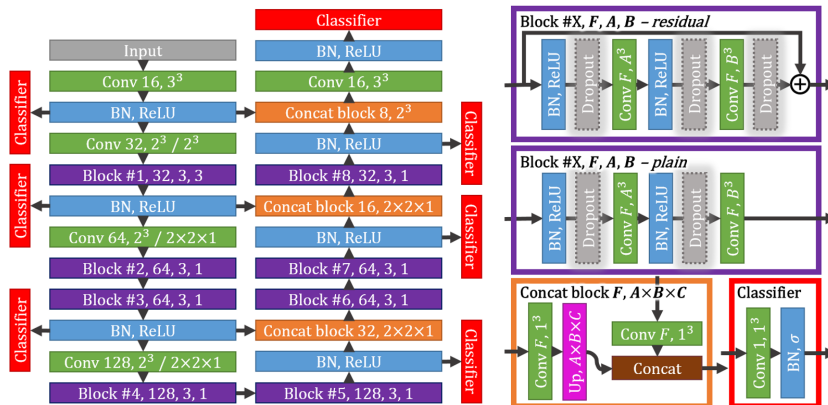 Classifier
Input
BN, ReLU
Conv 16, 3³
Conv 16, 3³
Classifier
BN, ReLU
Concat block 8, 2³
Classifier
Conv 32, 2³ / 2³
BN, ReLU
Block #1, 32, 3, 3
Block #8, 32, 3, 1
Classifier
BN, ReLU
Concat block 16, 2×2×1
Classifier
Conv 64, 2³ / 2×2×1
BN, ReLU
Block #2, 64, 3, 1
Block #7, 64, 3, 1
Block #3, 64, 3, 1
Block #6, 64, 3, 1
Classifier
BN, ReLU
Concat block 32, 2×2×1
Classifier
Conv 128, 2³ / 2×2×1
BN, ReLU
Block #4, 128, 3, 1
Block #5, 128, 3, 1
Block #X, F, A, B – residual
BN, ReLU
Dropout
Conv F, A³
BN, ReLU
Dropout
Conv F, B³
Dropout
Block #X, F, A, B – plain
BN, ReLU
Dropout
Conv F, A³
BN, ReLU
Dropout
Conv F, B³
Concat block F, A×B×C
Conv F, 1³
Up, A×B×C
Conv F, 1³
Concat
Classifier
Conv 1, 1³
BN, σ